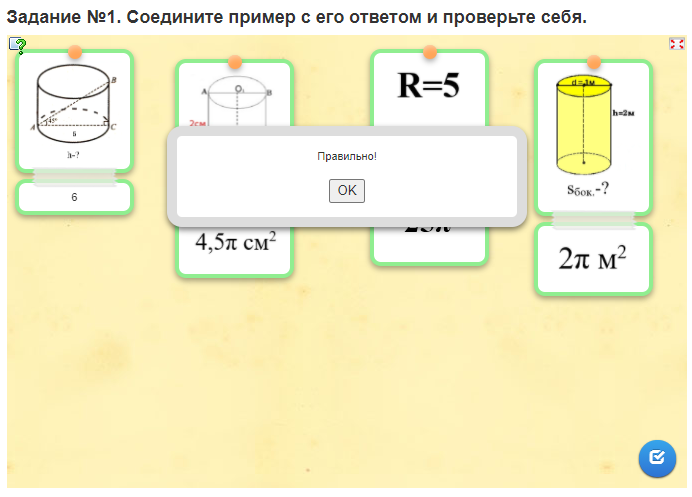 Задание №1. Соедините пример с его ответом и проверьте себя.
B
45°
A
6
C
h-?
6
A
O₁
B
2см
4,5π см²
R=5
Правильно!
OK
d = 1м
h=2м
Sбок.-?
2π м²